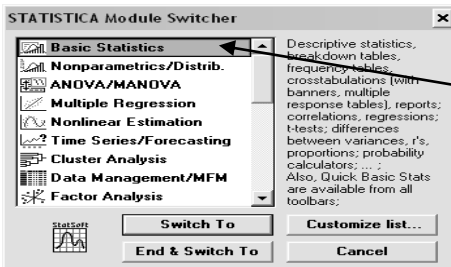 STATISTICA Module Switcher
Basic Statistics
Nonparametrics/Distrib.
ANOVA/MANOVA
Multiple Regression
Nonlinear Estimation
Time Series/Forecasting
Cluster Analysis
Data Management/MFM
Factor Analysis
Descriptive statistics,
breakdown tables,
frequency tables,
crosstabulations (with
banners, multiple
response tables), reports;
correlations, regressions;
t-tests; differences
between variances, r's,
proportions; probability
calculators; ... ;
Also, Quick Basic Stats
are available from all
toolbars;
StatSoft
Switch To
Customize list...
End & Switch To
Cancel